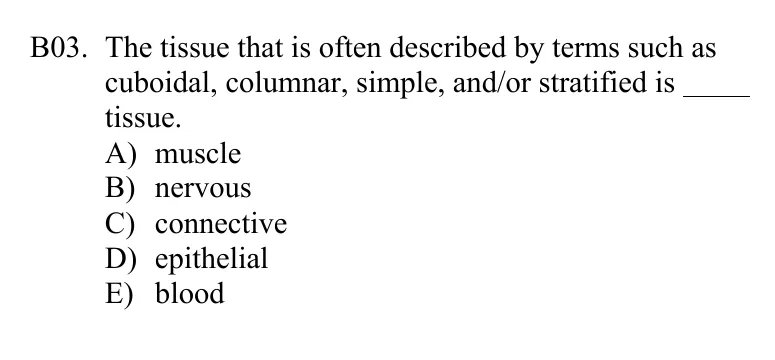 B03. The tissue that is often described by terms such as
cuboidal, columnar, simple, and/or stratified is _____
tissue.
A) muscle
B) nervous
C) connective
D) epithelial
E) blood